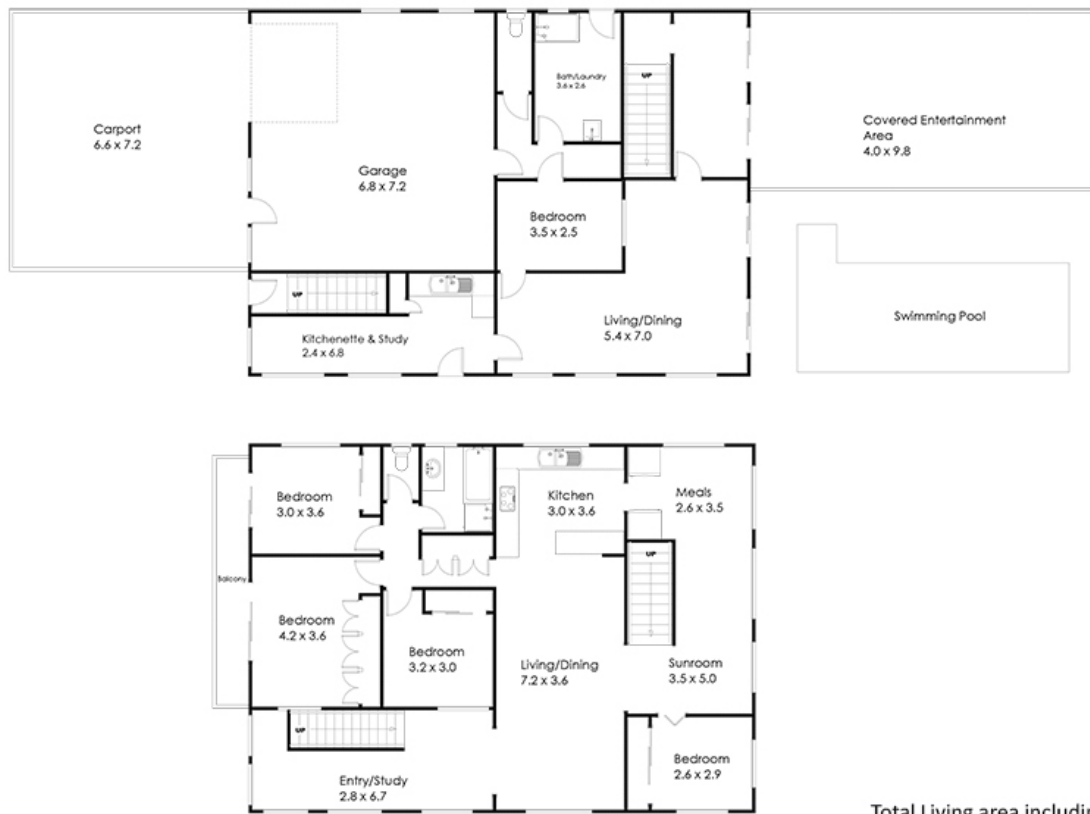 Carport
6.6 x 7.2
Garage
6.8 x 7.2
Bath/Laundry
3.6 x 2.6
UP
Covered Entertainment
Area
4.0 x 9.8
Bedroom
3.5 x 2.5
UP
Kitchenette & Study
2.4 x 6.8
Living/Dining
5.4 x 7.0
Swimming Pool
Bedroom
3.0 x 3.6
Kitchen
3.0 x 3.6
Meals
2.6 x 3.5
UP
Balcony
Bedroom
4.2 x 3.6
Bedroom
3.2 x 3.0
Living/Dining
7.2 x 3.6
Sunroom
3.5 x 5.0
UP
Entry/Study
2.8 x 6.7
Bedroom
2.6 x 2.9
Total Living area includin